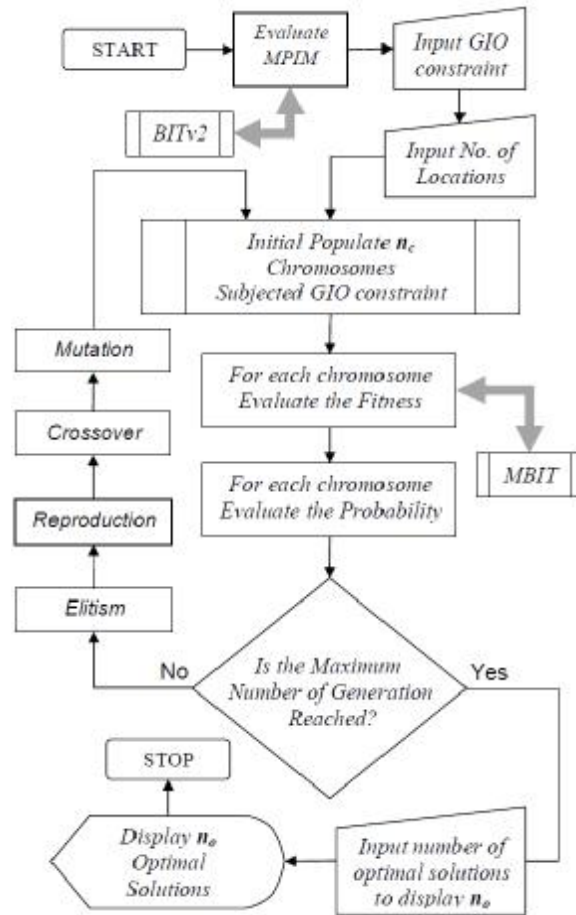 START
Evaluate
MPIM
Input GIO
constraint
BITv2
Input No. of
Locations
Initial Populate n_c
Chromosomes
Subjected GIO constraint
Mutation
For each chromosome
Evaluate the Fitness
Crossover
MBIT
For each chromosome
Evaluate the Probability
Reproduction
Elitism
No
Is the Maximum
Number of Generation
Reached?
Yes
STOP
Display n_o
Optimal
Solutions
Input number of
optimal solutions
to display n_o